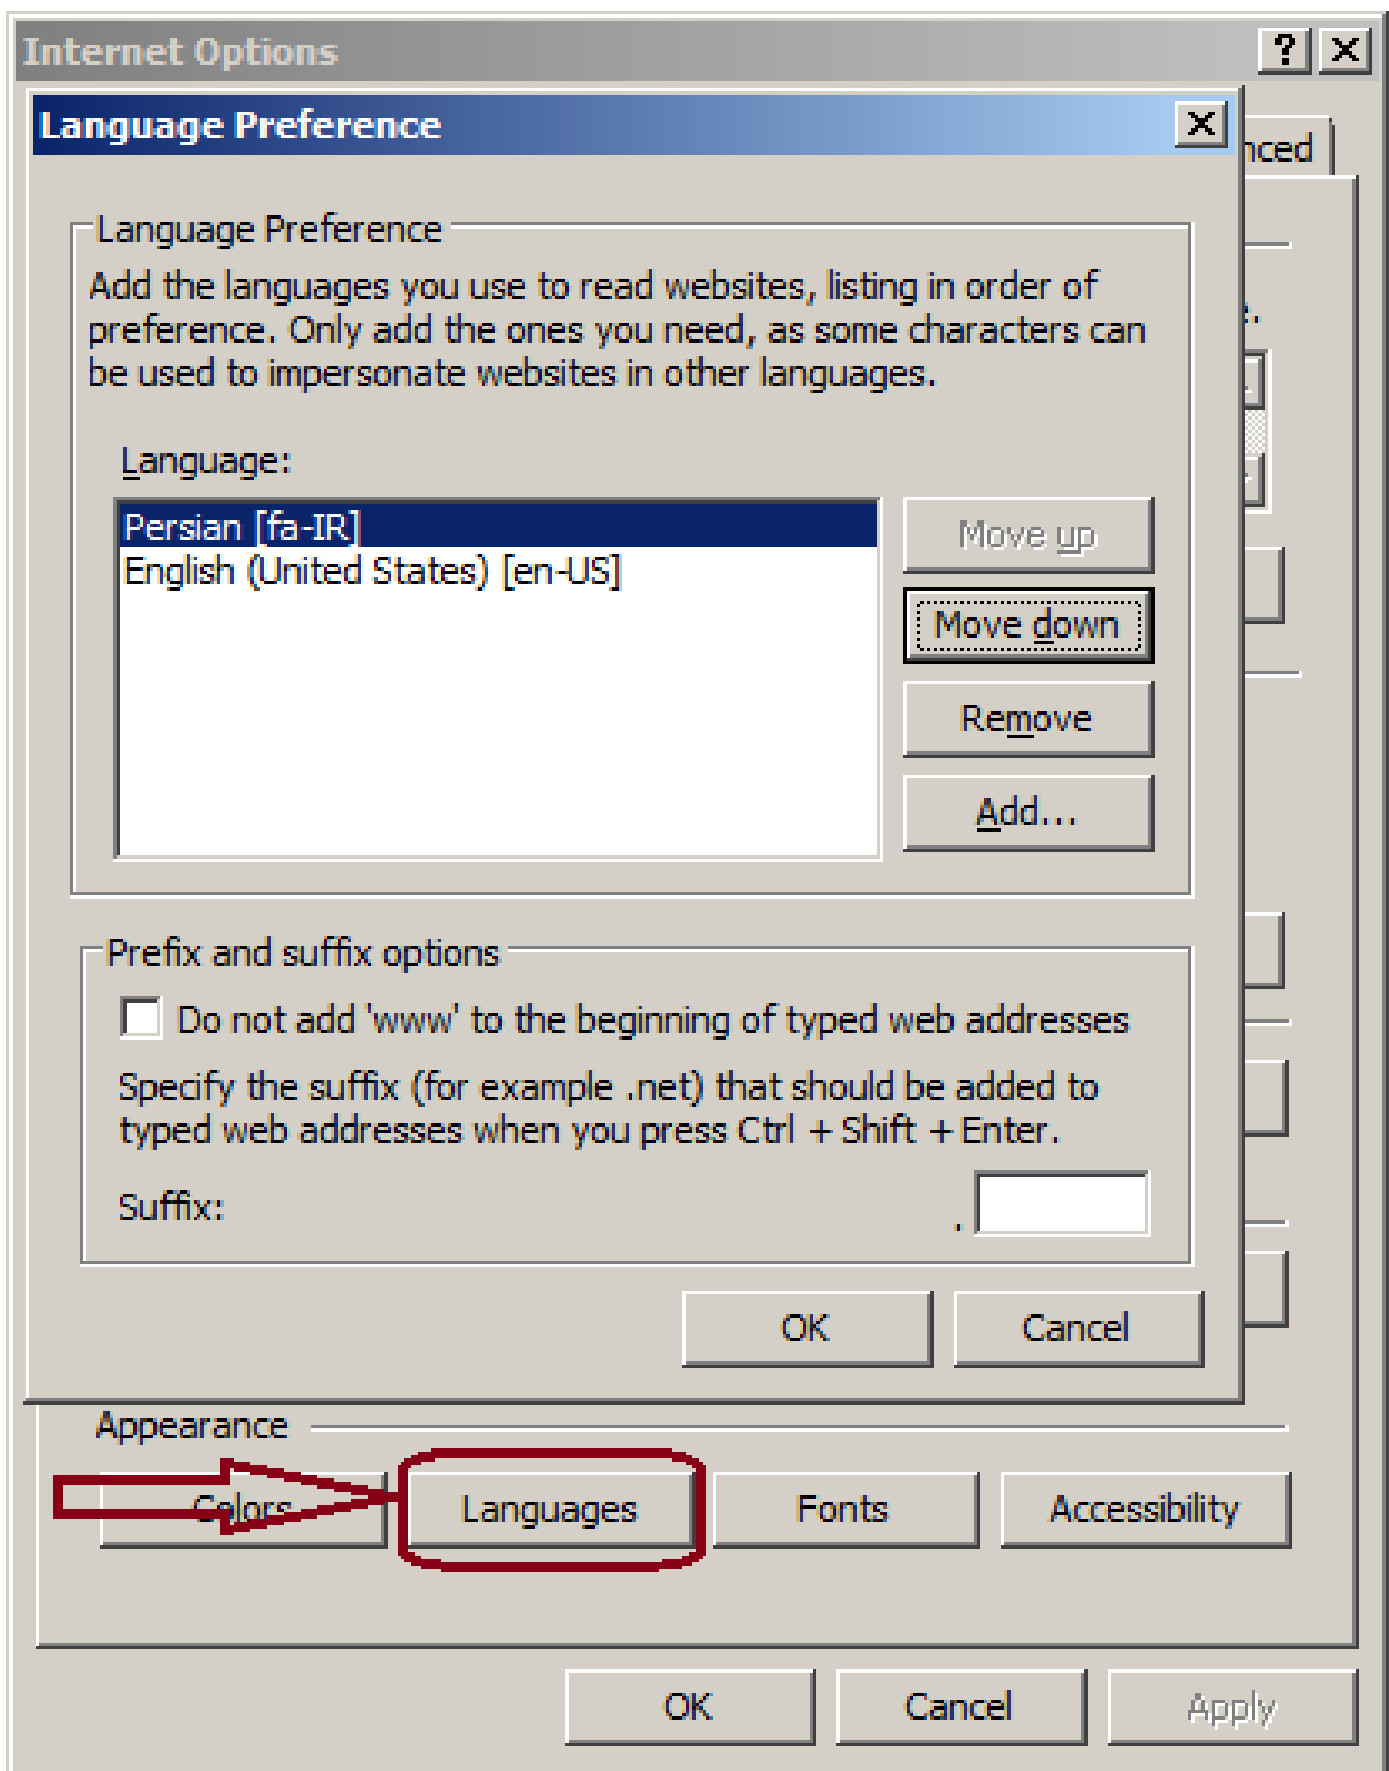 Internet Options
Language Preference
nced
Language Preference
Add the languages you use to read websites, listing in order of
preference. Only add the ones you need, as some characters can
be used to impersonate websites in other languages.
Language:
Persian [fa-IR]
English (United States) [en-US]
Move up
Move down
Remove
Add...
Prefix and suffix options
Do not add 'www' to the beginning of typed web addresses
Specify the suffix (for example .net) that should be added to
typed web addresses when you press Ctrl + Shift + Enter.
Suffix: .
OK Cancel
Appearance
Colors Languages Fonts Accessibility
OK Cancel Apply